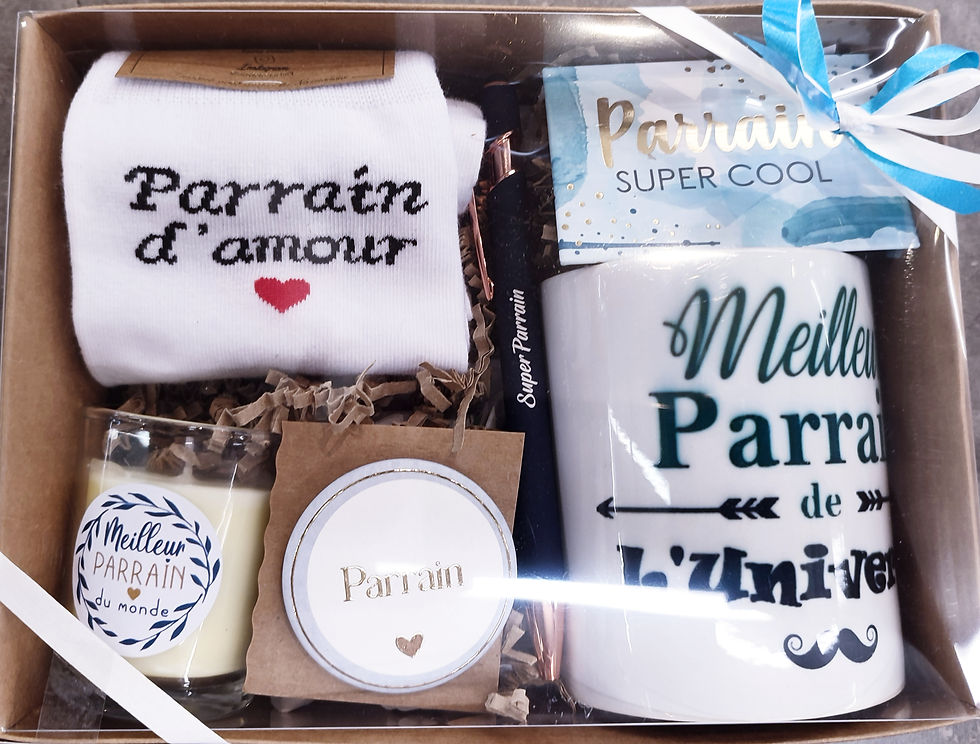 Parrain
d'amour
Super Parrain
Parrain
SUPER COOL
Meilleur
PARRAIN
du monde
Parrain
Meilleu
Parrai
de
L'Univer